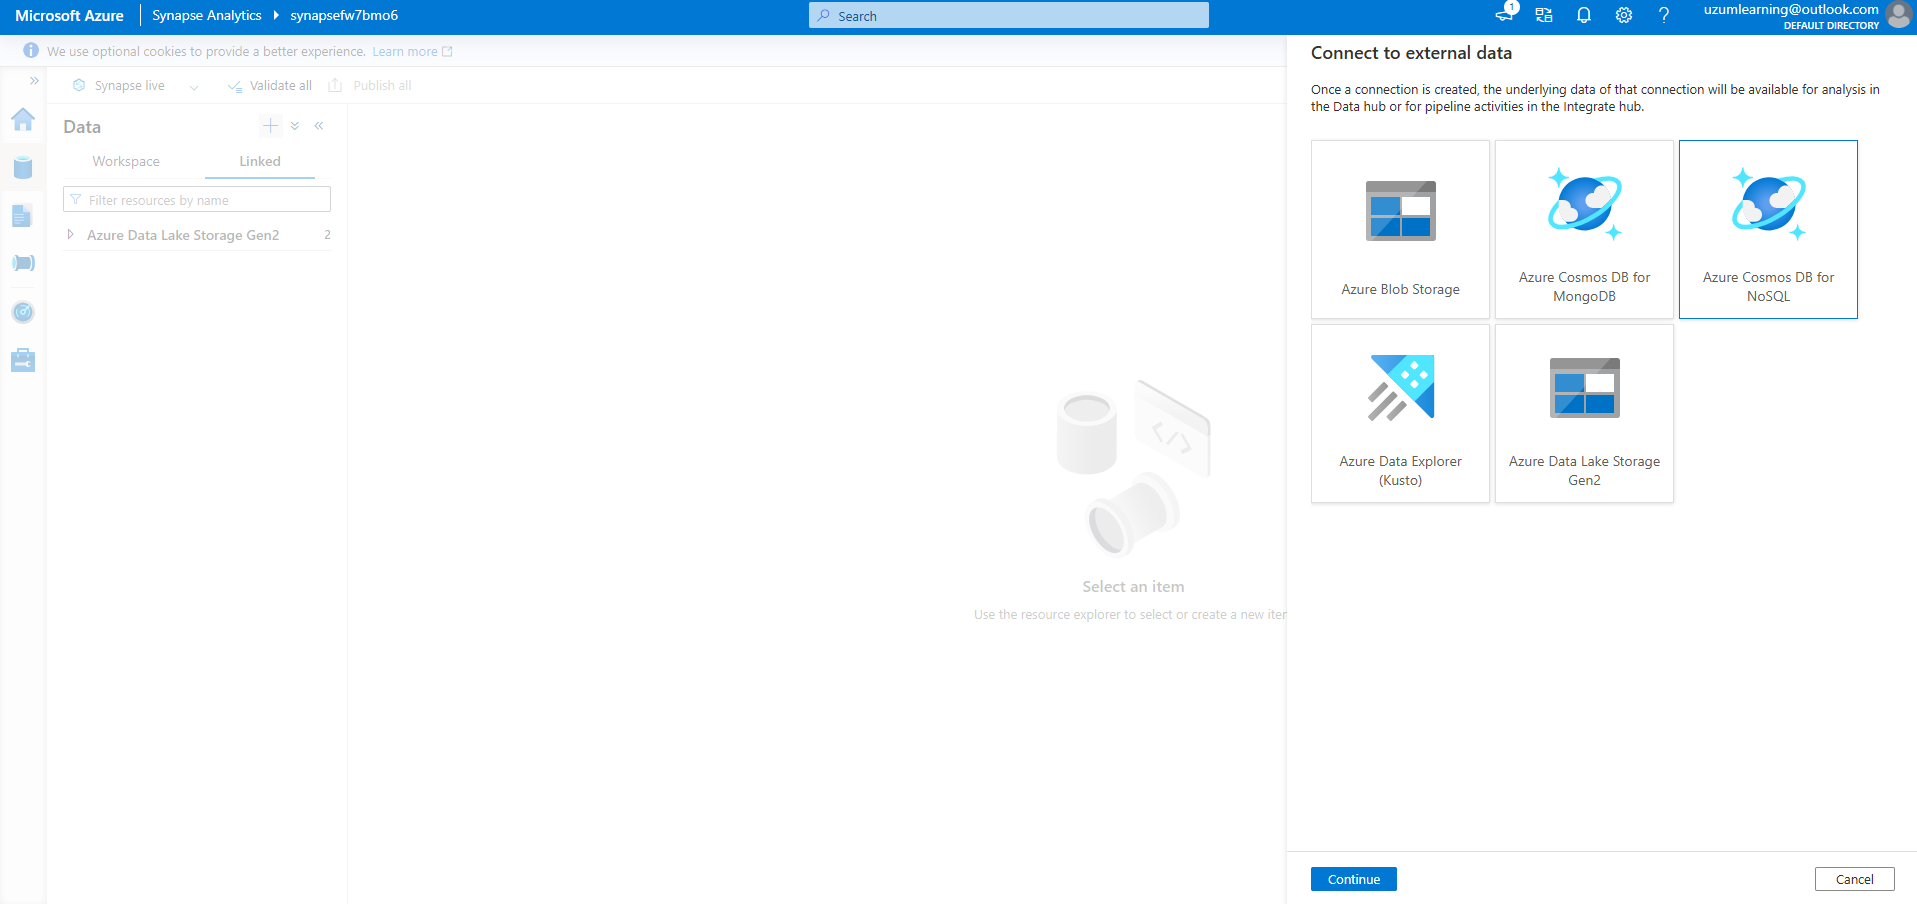 Microsoft Azure
Synapse Analytics
synapsefw7bmo6
Search
1
uzumlearning@outlook.com
DEFAULT DIRECTORY
We use optional cookies to provide a better experience. Learn more
Synapse live
Validate all
Publish all
Data
Workspace
Linked
Filter resources by name
Azure Data Lake Storage Gen2
2
Select an item
Use the resource explorer to select or create a new iter
Connect to external data
Once a connection is created, the underlying data of that connection will be available for analysis in
the Data hub or for pipeline activities in the Integrate hub.
Azure Blob Storage
Azure Cosmos DB for
MongoDB
Azure Cosmos DB for
NoSQL
Azure Data Explorer
(Kusto)
Azure Data Lake Storage
Gen2
Continue
Cancel